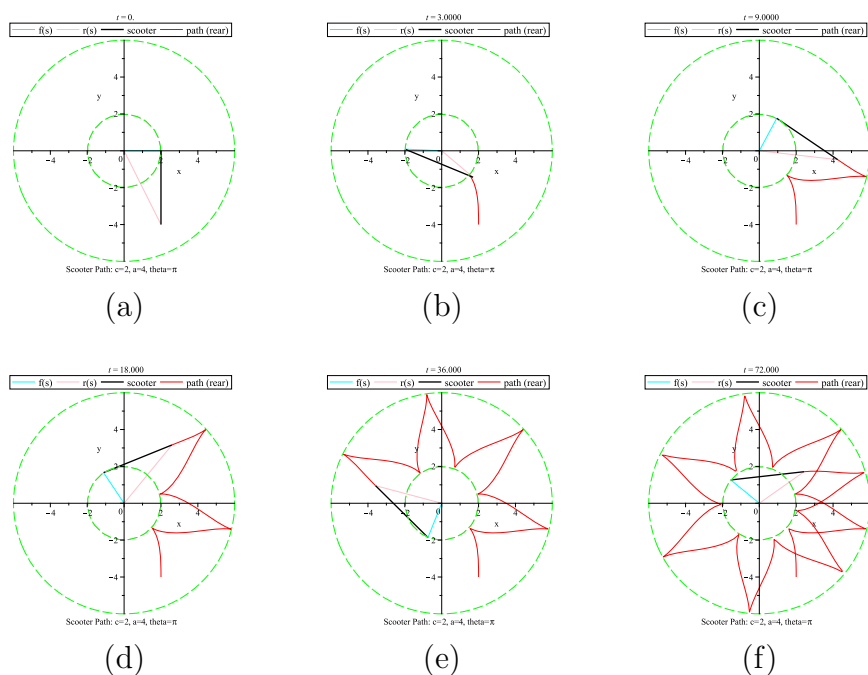 t = 0.
f(s) r(s) scooter path (rear)
4
y
2
−4 −2 0 2 4
x
−2
−4
Scooter Path: c=2, a=4, theta=π
(a)
t = 3.0000
f(s) r(s) scooter path (rear)
4
y
2
−4 −2 0 2 4
x
−2
−4
Scooter Path: c=2, a=4, theta=π
(b)
t = 9.0000
f(s) r(s) scooter path (rear)
4
y
2
−4 −2 0 2 4
x
−2
−4
Scooter Path: c=2, a=4, theta=π
(c)
t = 18.000
f(s) r(s) scooter path (rear)
4
y
2
−4 −2 0 2 4
x
−2
−4
Scooter Path: c=2, a=4, theta=π
(d)
t = 36.000
f(s) r(s) scooter path (rear)
4
y
2
−4 −2 0 2 4
x
−2
−4
Scooter Path: c=2, a=4, theta=π
(e)
t = 72.000
f(s) r(s) scooter path (rear)
4
y
2
−4 −2 0 2 4
x
−2
−4
Scooter Path: c=2, a=4, theta=π
(f)